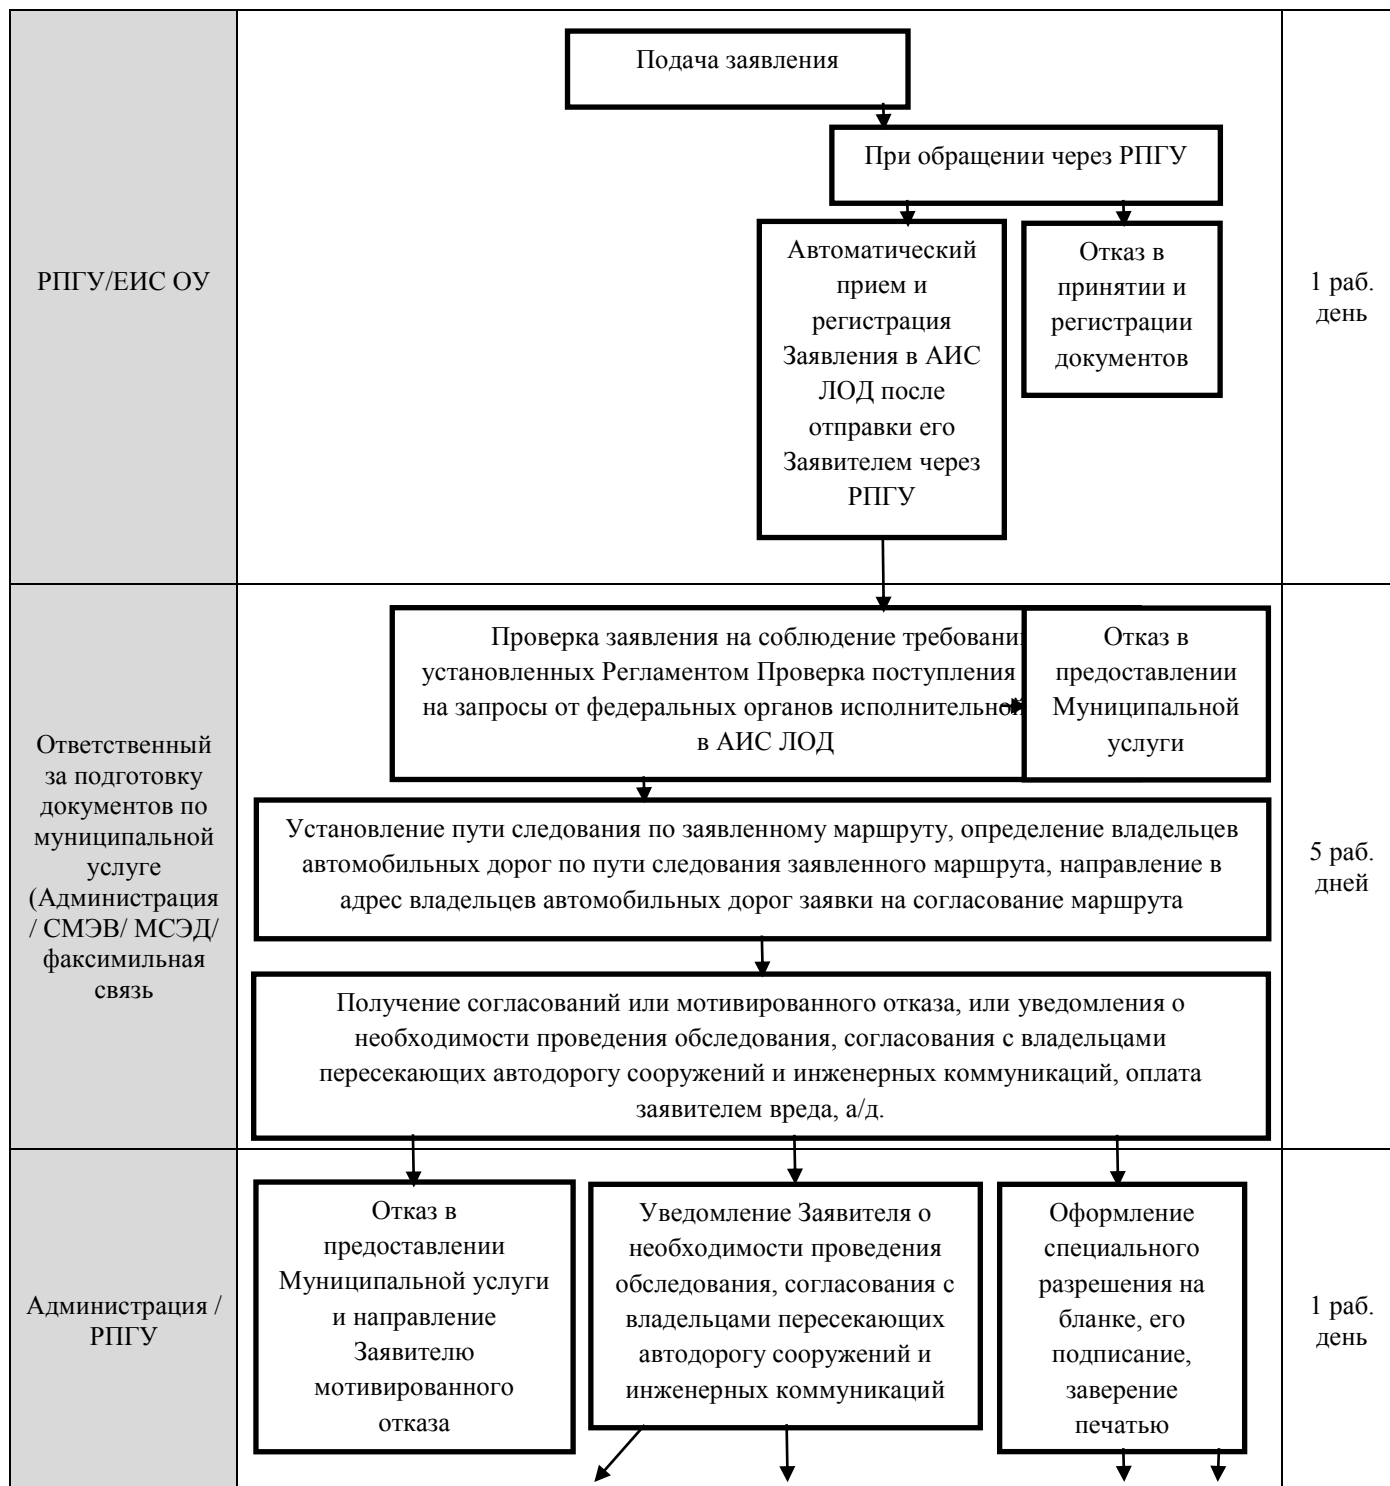 Подача заявления
При обращении через РПГУ
РПГУ/ЕИС ОУ
Автоматический
прием и
регистрация
Заявления в АИС
ЛОД после
отправки его
Заявителем через
РПГУ
Отказ в
принятии и
регистрации
документов
1 раб.
день
Ответственный
за подготовку
документов по
муниципальной
услуге
(Администрация
/ СМЭВ/ МСЭД/
факсимильная
связь
Проверка заявления на соблюдение требовани
установленных Регламентом Проверка поступления
на запросы от федеральных органов исполнительно
в АИС ЛОД
Отказ в
предоставлении
Муниципальной
услуги
Установление пути следования по заявленному маршруту, определение владельцев
автомобильных дорог по пути следования заявленного маршрута, направление в
адрес владельцев автомобильных дорог заявки на согласование маршрута
Получение согласований или мотивированного отказа, или уведомления о
необходимости проведения обследования, согласования с владельцами
пересекающих автодорогу сооружений и инженерных коммуникаций, оплата
заявителем вреда, а/д.
5 раб.
дней
Администрация /
РПГУ
Отказ в
предоставлении
Муниципальной услуги
и направление
Заявителю
мотивированного
отказа
Уведомление Заявителя о
необходимости проведения
обследования, согласования с
владельцами пересекающих
автодорогу сооружений и
инженерных коммуникаций
Оформление
специального
разрешения на
бланке, его
подписание,
заверение
печатью
1 раб.
день